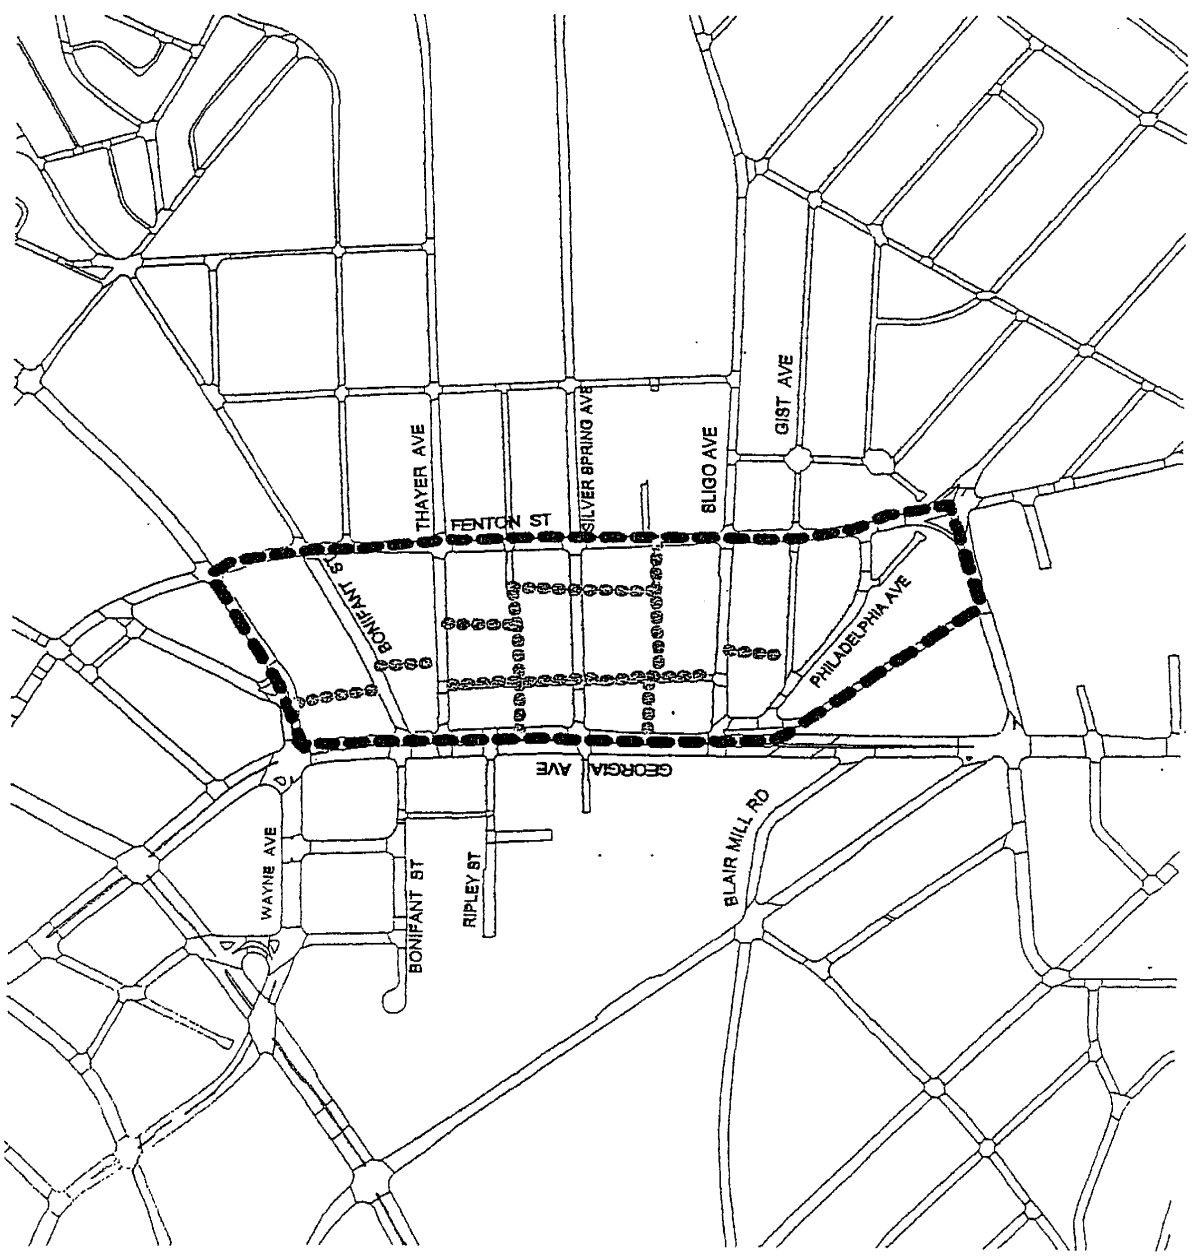 GIST AVE
THAYER AVE
SILVER SPRING AVE
SLIGO AVE
FENTON ST
BONIFANT ST
PHILADELPHIA AVE
GEORGIA AVE
BLAIR MILL RD
WAYNE AVE
BONIFANT ST
RIPLEY ST